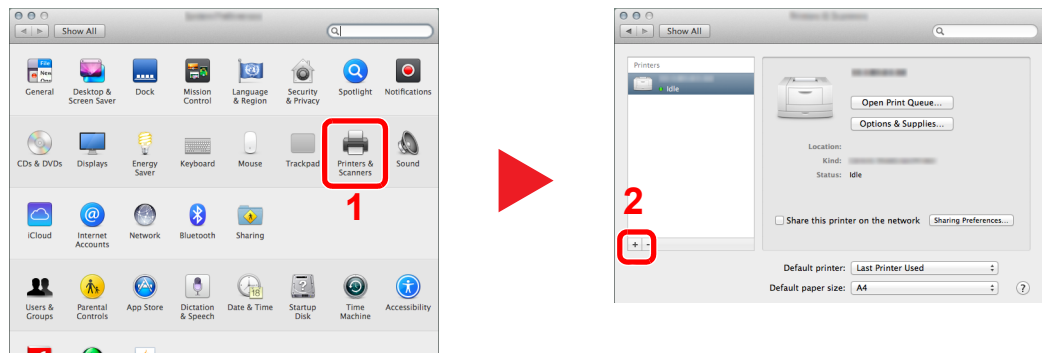 Show All
File
New
General
Desktop &
Screen Saver
Dock
Mission
Control
Language
& Region
Security
& Privacy
Spotlight
Notifications
CDs & DVDs
Displays
Energy
Saver
Keyboard
Mouse
Trackpad
Printers &
Scanners
Sound
1
iCloud
Internet
Accounts
Network
Bluetooth
Sharing
Users &
Groups
Parental
Controls
App Store
Dictation
& Speech
18
Date & Time
Startup
Disk
Time
Machine
Accessibility
Show All
Printers
Idle
Open Print Queue...
Options & Supplies...
Location:
Kind:
Status: Idle
2
Share this printer on the network Sharing Preferences...
+ -
Default printer: Last Printer Used
Default paper size: A4
?